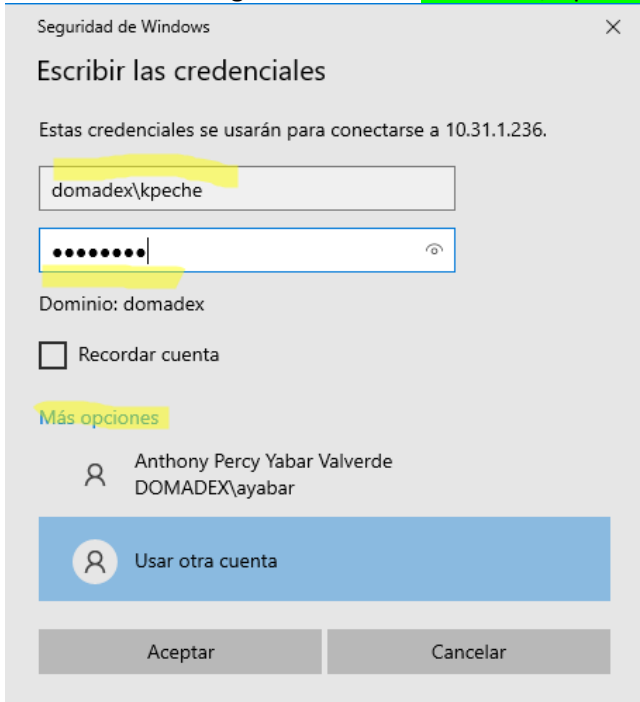 Seguridad de Windows
Escribir las credenciales
Estas credenciales se usarán para conectarse a 10.31.1.236.
domadex\kpeche
Dominio: domadex
Recordar cuenta
Más opciones
Anthony Percy Yabar Valverde
DOMADEX\ayabar
Usar otra cuenta
Aceptar
Cancelar